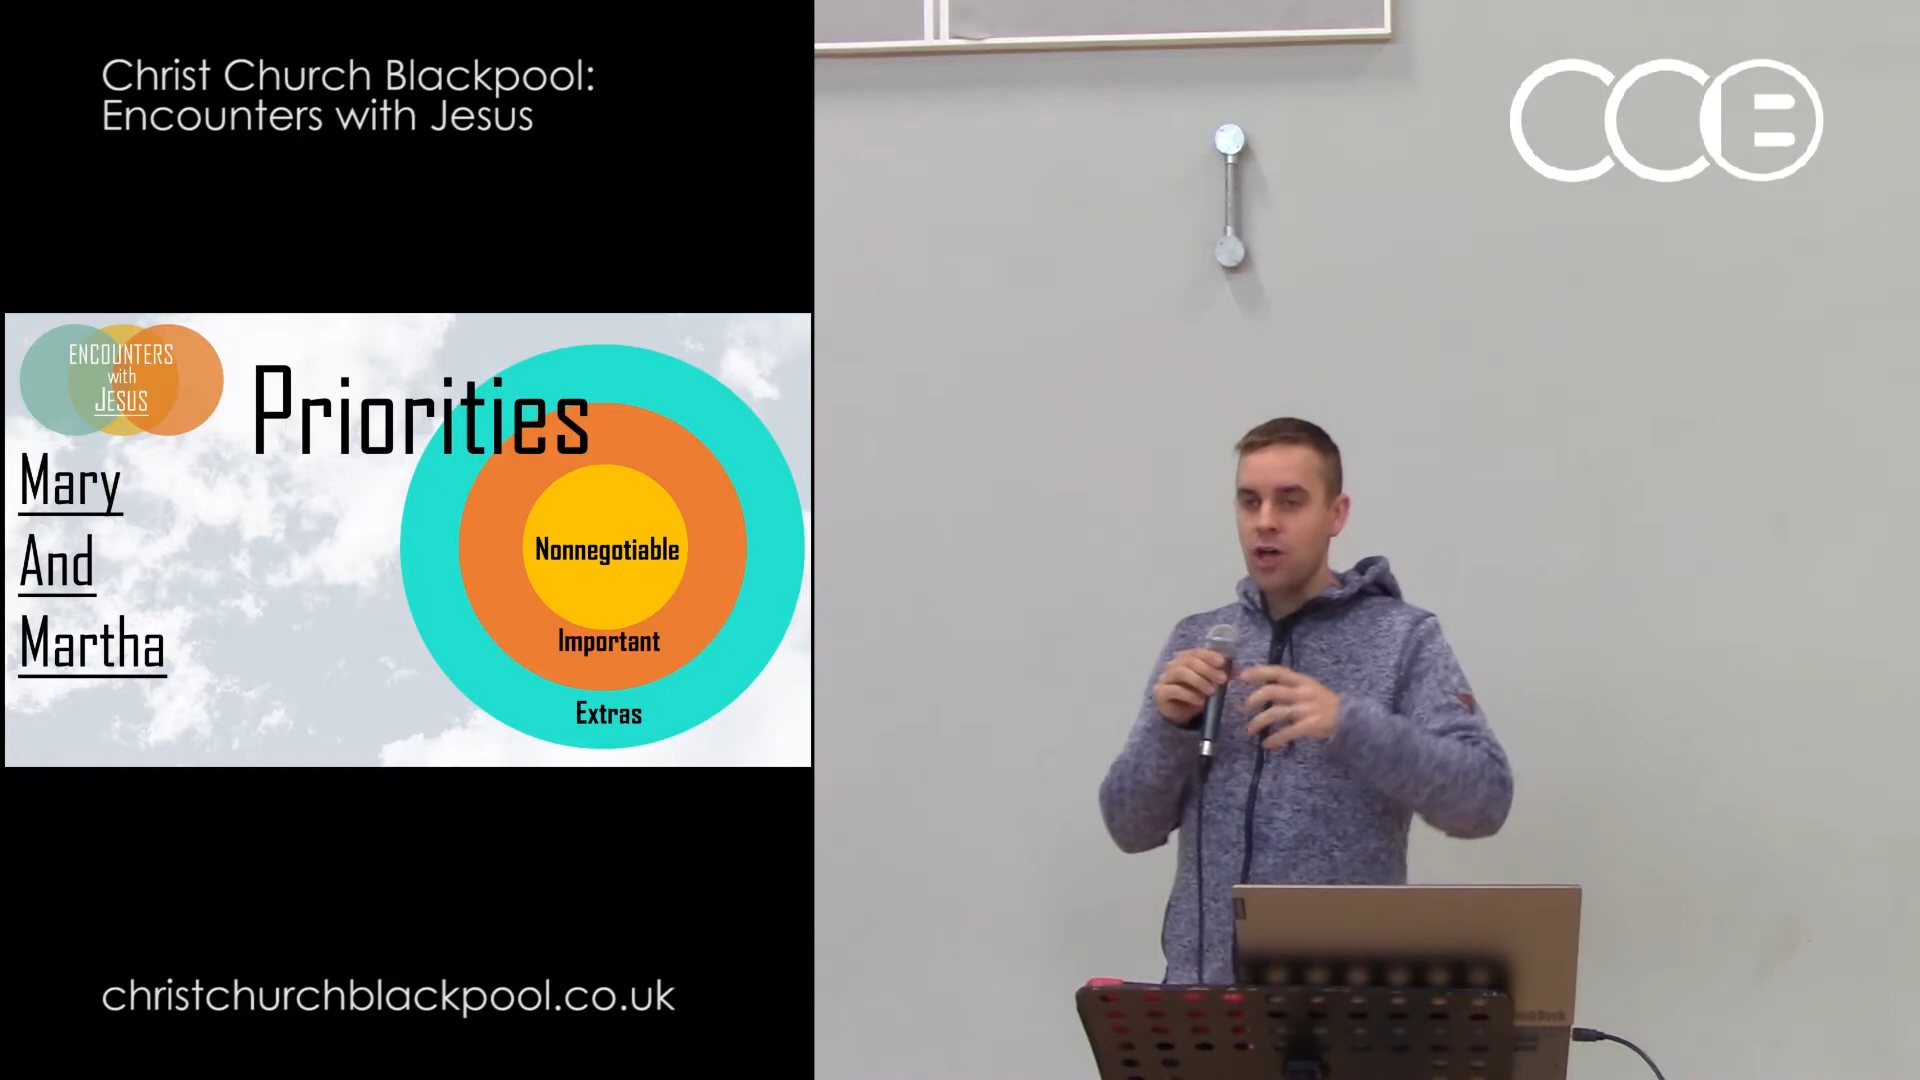 Christ Church Blackpool:
Encounters with Jesus
CCB
ENCOUNTERS
with
JESUS
Priorities
Mary
And
Martha
Nonnegotiable
Important
Extras
christchurchblackpool.co.uk